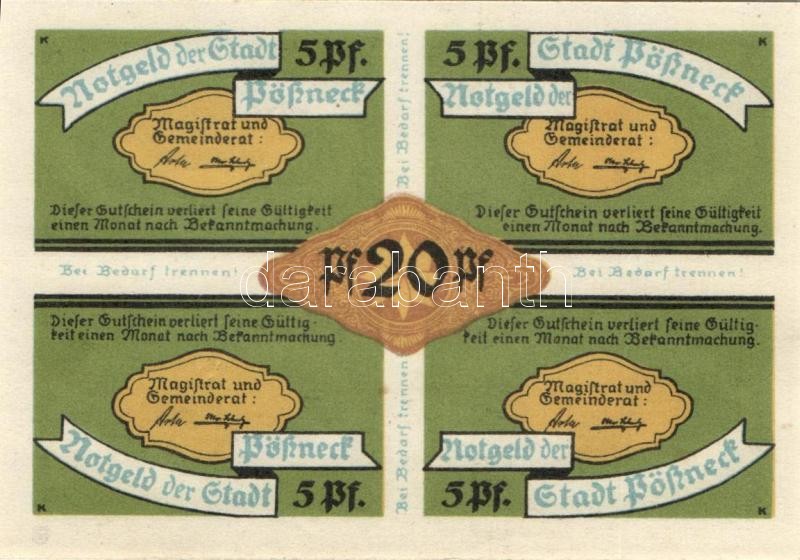 K
Notgeld der Stadt 5 Pf.
Pößneck
Magistrat und
Gemeinderat:
Dieser Gutschein verliert seine Gültigkeit
einen Monat nach Bekanntmachung.
K
5 Pf. Stadt Pößneck
Notgeld der
Magistrat und
Gemeinderat:
Dieser Gutschein verliert seine Gültigkeit
einen Monat nach Bekanntmachung.
Bei Bedarf trennen!
Bei Bedarf trennen!
Pf 20 Pf
darabanth
Bei Bedarf trennen!
Bei Bedarf trennen!
Dieser Gutschein verliert seine Gültig-
keit einen Monat nach Bekanntmachung.
Magistrat und
Gemeinderat:
Pößneck
Notgeld der Stadt 5 Pf.
K
Dieser Gutschein verliert seine Gültig-
keit einen Monat nach Bekanntmachung.
Magistrat und
Gemeinderat:
Notgeld der
5 Pf. Stadt Pößneck
K